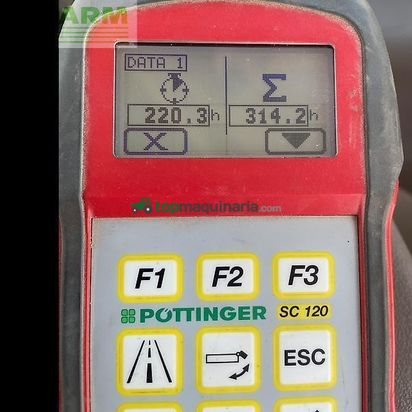 ARM
DATA 1
Σ
220.3h
314.2h
X
topmaquinaria.com
F1 F2 F3
PÖTTINGER SC 120
ESC